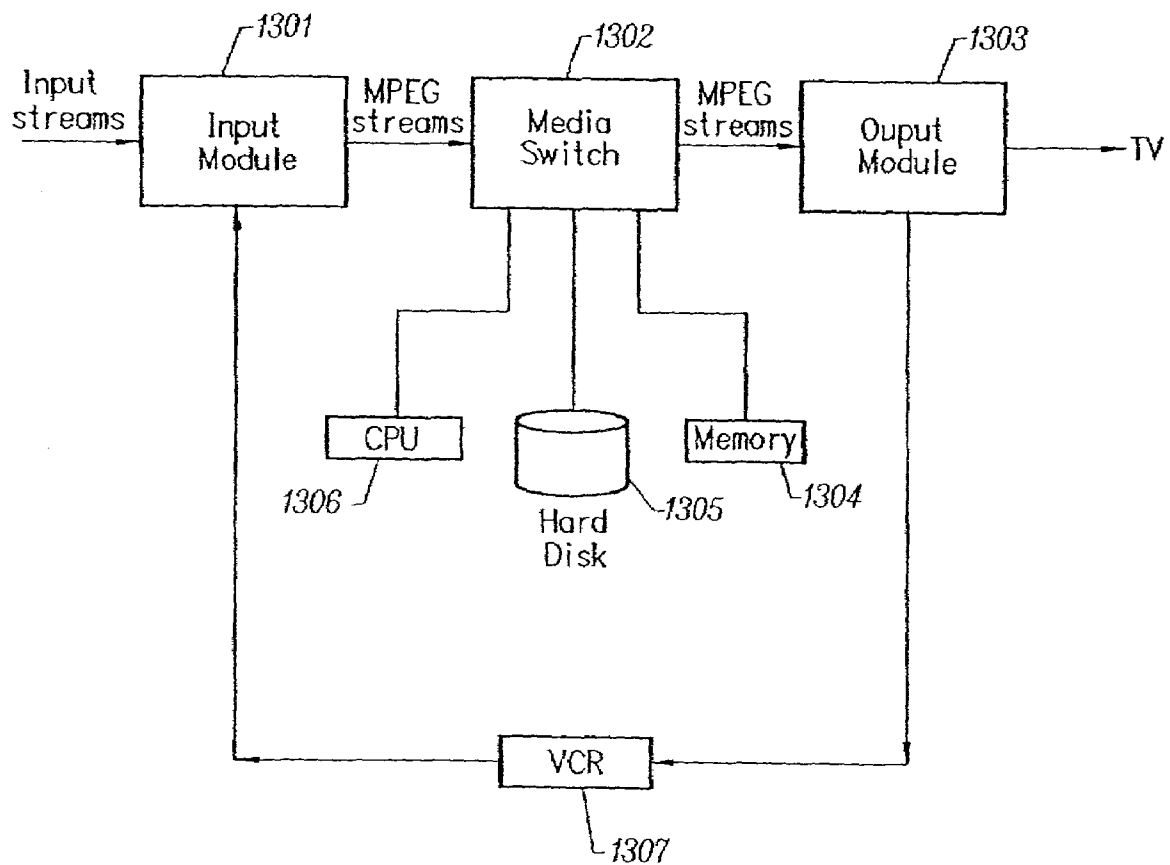 1301
1302
1303
Input
streams
Input
Module
MPEG
streams
Media
Switch
MPEG
streams
Ouput
Module
TV
CPU
1306
1305
Hard
Disk
Memory
1304
VCR
1307